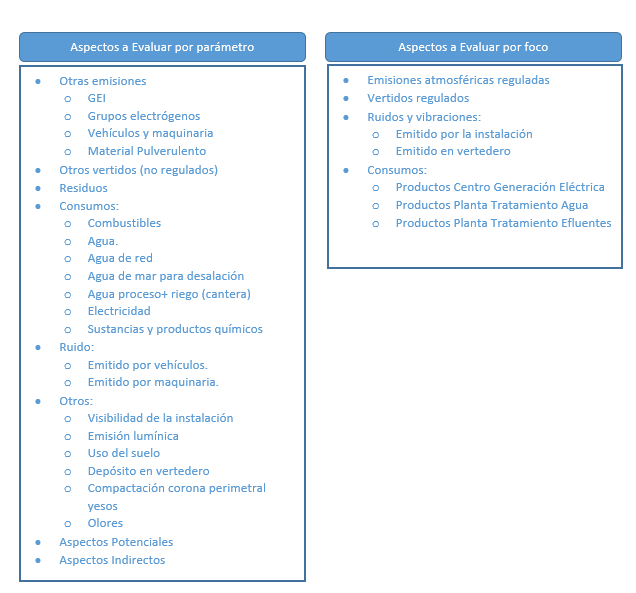 Aspectos a Evaluar por parámetro
• Otras emisiones
o GEI
o Grupos electrógenos
o Vehículos y maquinaria
o Material Pulverulento
• Otros vertidos (no regulados)
• Residuos
• Consumos:
o Combustibles
o Agua.
o Agua de red
o Agua de mar para desalación
o Agua proceso+ riego (cantera)
o Electricidad
o Sustancias y productos químicos
• Ruido:
o Emitido por vehículos.
o Emitido por maquinaria.
• Otros:
o Visibilidad de la instalación
o Emisión lumínica
o Uso del suelo
o Depósito en vertedero
o Compactación corona perimetral
yesos
o Olores
• Aspectos Potenciales
• Aspectos Indirectos
Aspectos a Evaluar por foco
• Emisiones atmosféricas reguladas
• Vertidos regulados
• Ruidos y vibraciones:
o Emitido por la instalación
o Emitido en vertedero
• Consumos:
o Productos Centro Generación Eléctrica
o Productos Planta Tratamiento Agua
o Productos Planta Tratamiento Efluentes